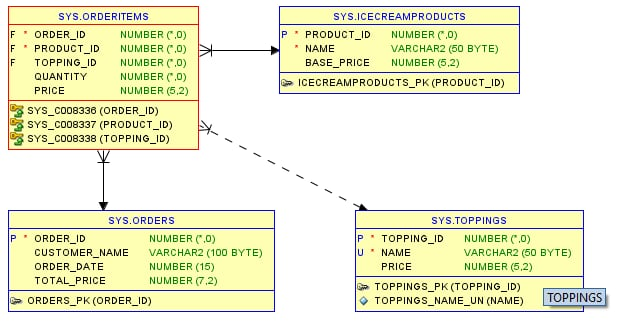 SYS.ORDERITEMS
F * ORDER_ID NUMBER (*,0)
F * PRODUCT_ID NUMBER (*,0)
F TOPPING_ID NUMBER (*,0)
QUANTITY NUMBER (*,0)
PRICE NUMBER (5,2)
SYS_C008336 (ORDER_ID)
SYS_C008337 (PRODUCT_ID)
SYS_C008338 (TOPPING_ID)
SYS.ICECREAMPRODUCTS
P * PRODUCT_ID NUMBER (*,0)
* NAME VARCHAR2 (50 BYTE)
BASE_PRICE NUMBER (5,2)
ICECREAMPRODUCTS_PK (PRODUCT_ID)
SYS.ORDERS
P * ORDER_ID NUMBER (*,0)
CUSTOMER_NAME VARCHAR2 (100 BYTE)
ORDER_DATE NUMBER (15)
TOTAL_PRICE NUMBER (7,2)
ORDERS_PK (ORDER_ID)
SYS.TOPPINGS
P * TOPPING_ID NUMBER (*,0)
U * NAME VARCHAR2 (50 BYTE)
PRICE NUMBER (5,2)
TOPPINGS_PK (TOPPING_ID)
TOPPINGS_NAME_UN (NAME)
TOPPINGS